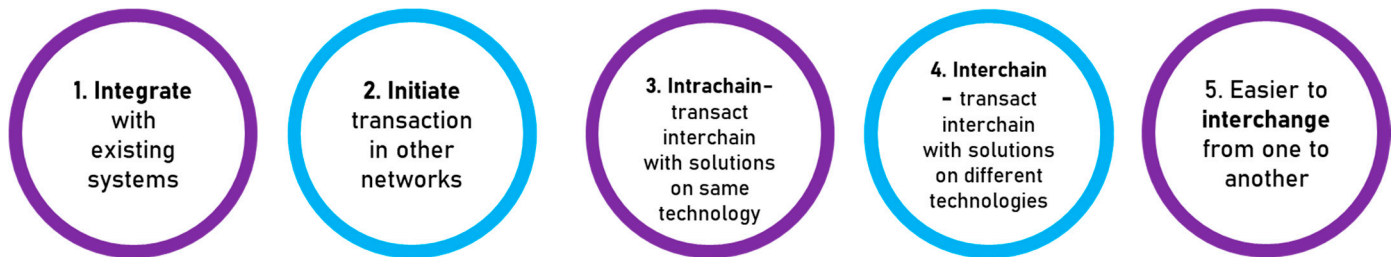 1. Integrate
with
existing
systems
2. Initiate
transaction
in other
networks
3. Intrachain–
transact
interchain
with solutions
on same
technology
4. Interchain
– transact
interchain
with solutions
on different
technologies
5. Easier to
interchange
from one to
another